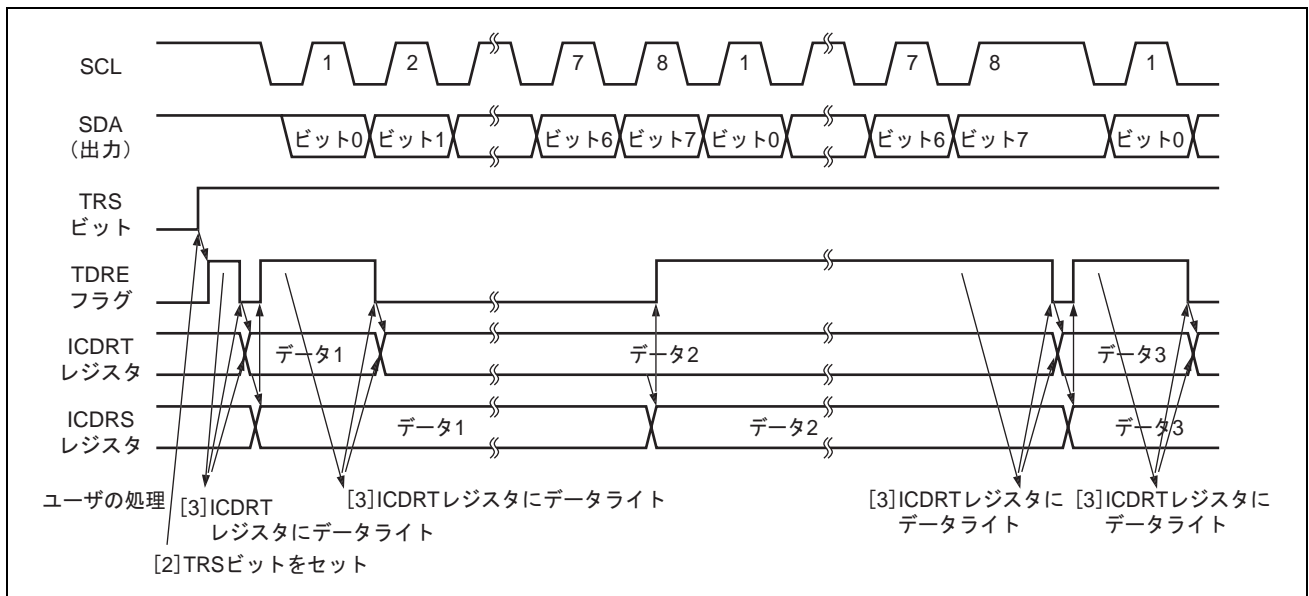 SCL 1 2 7 8 1 7 8 1
SDA
（出力）
ビット0 ビット1 ビット6 ビット7 ビット0 ビット6 ビット7 ビット0
TRS
ビット
TDRE
フラグ
ICDRT
レジスタ
データ1 データ2 データ3
ICDRS
レジスタ
データ1 データ2 データ3
ユーザの処理
[3]ICDRT
レジスタにデータライト
[3]ICDRTレジスタにデータライト
[3]ICDRTレジスタに
データライト
[3]ICDRTレジスタに
データライト
[2]TRSビットをセット